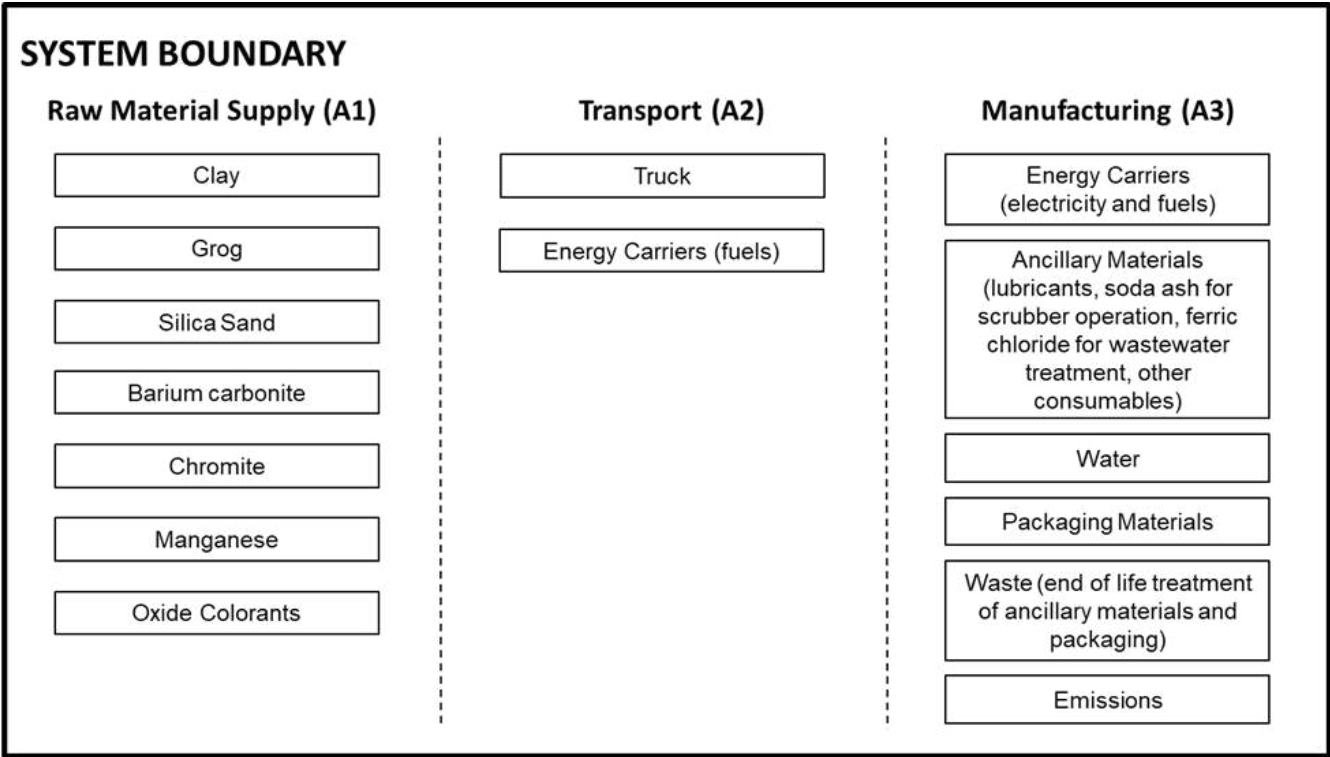 SYSTEM BOUNDARY
Raw Material Supply (A1)
Clay
Grog
Silica Sand
Barium carbonite
Chromite
Manganese
Oxide Colorants
Transport (A2)
Truck
Energy Carriers (fuels)
Manufacturing (A3)
Energy Carriers
(electricity and fuels)
Ancillary Materials
(lubricants, soda ash for
scrubber operation, ferric
chloride for wastewater
treatment, other
consumables)
Water
Packaging Materials
Waste (end of life treatment
of ancillary materials and
packaging)
Emissions